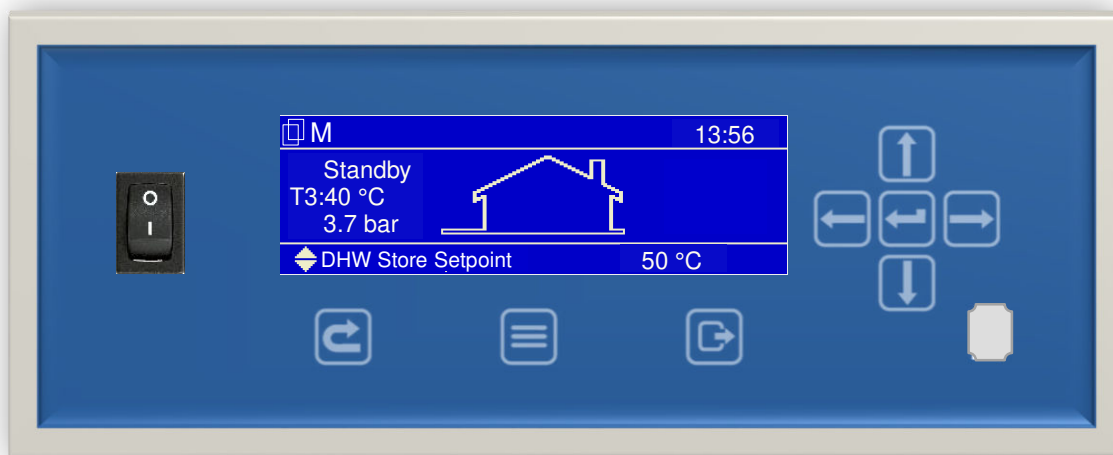 M 13:56
Standby
T3:40 °C
3.7 bar
DHW Store Setpoint 50 °C
O
I